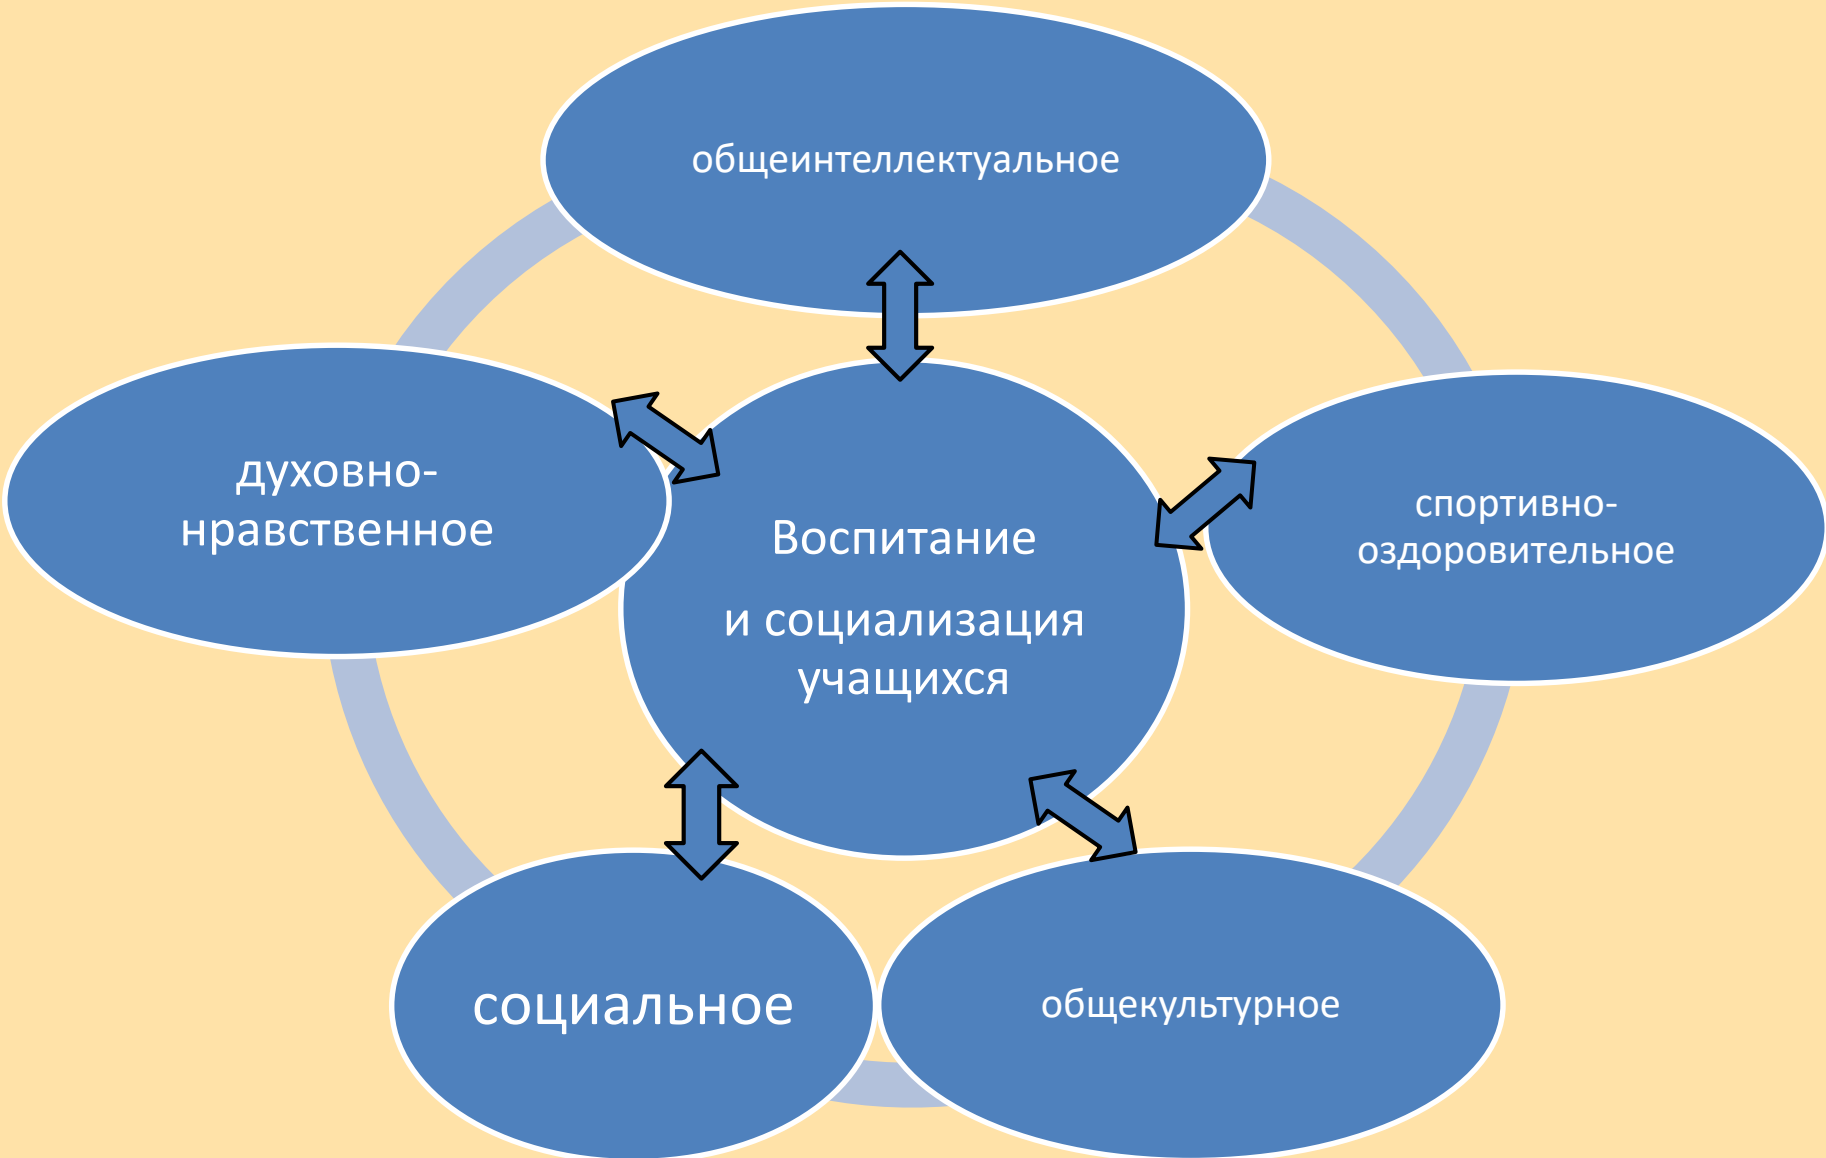 общеинтеллектуальное
духовно-
нравственное
спортивно-
оздоровительное
Воспитание
и социализация
учащихся
социальное
общекультурное